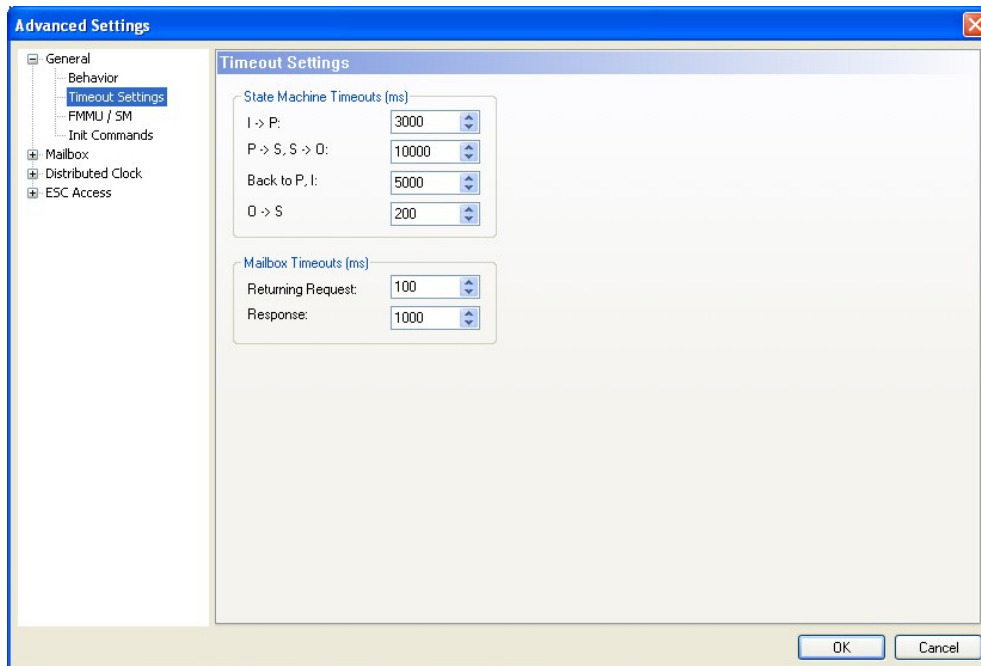 Advanced Settings
General
Behavior
Timeout Settings
FMMU / SM
Init Commands
Mailbox
Distributed Clock
ESC Access
Timeout Settings
State Machine Timeouts (ms)
I -> P: 3000
P -> S, S -> O: 10000
Back to P, I: 5000
O -> S 200
Mailbox Timeouts (ms)
Returning Request: 100
Response: 1000
OK Cancel